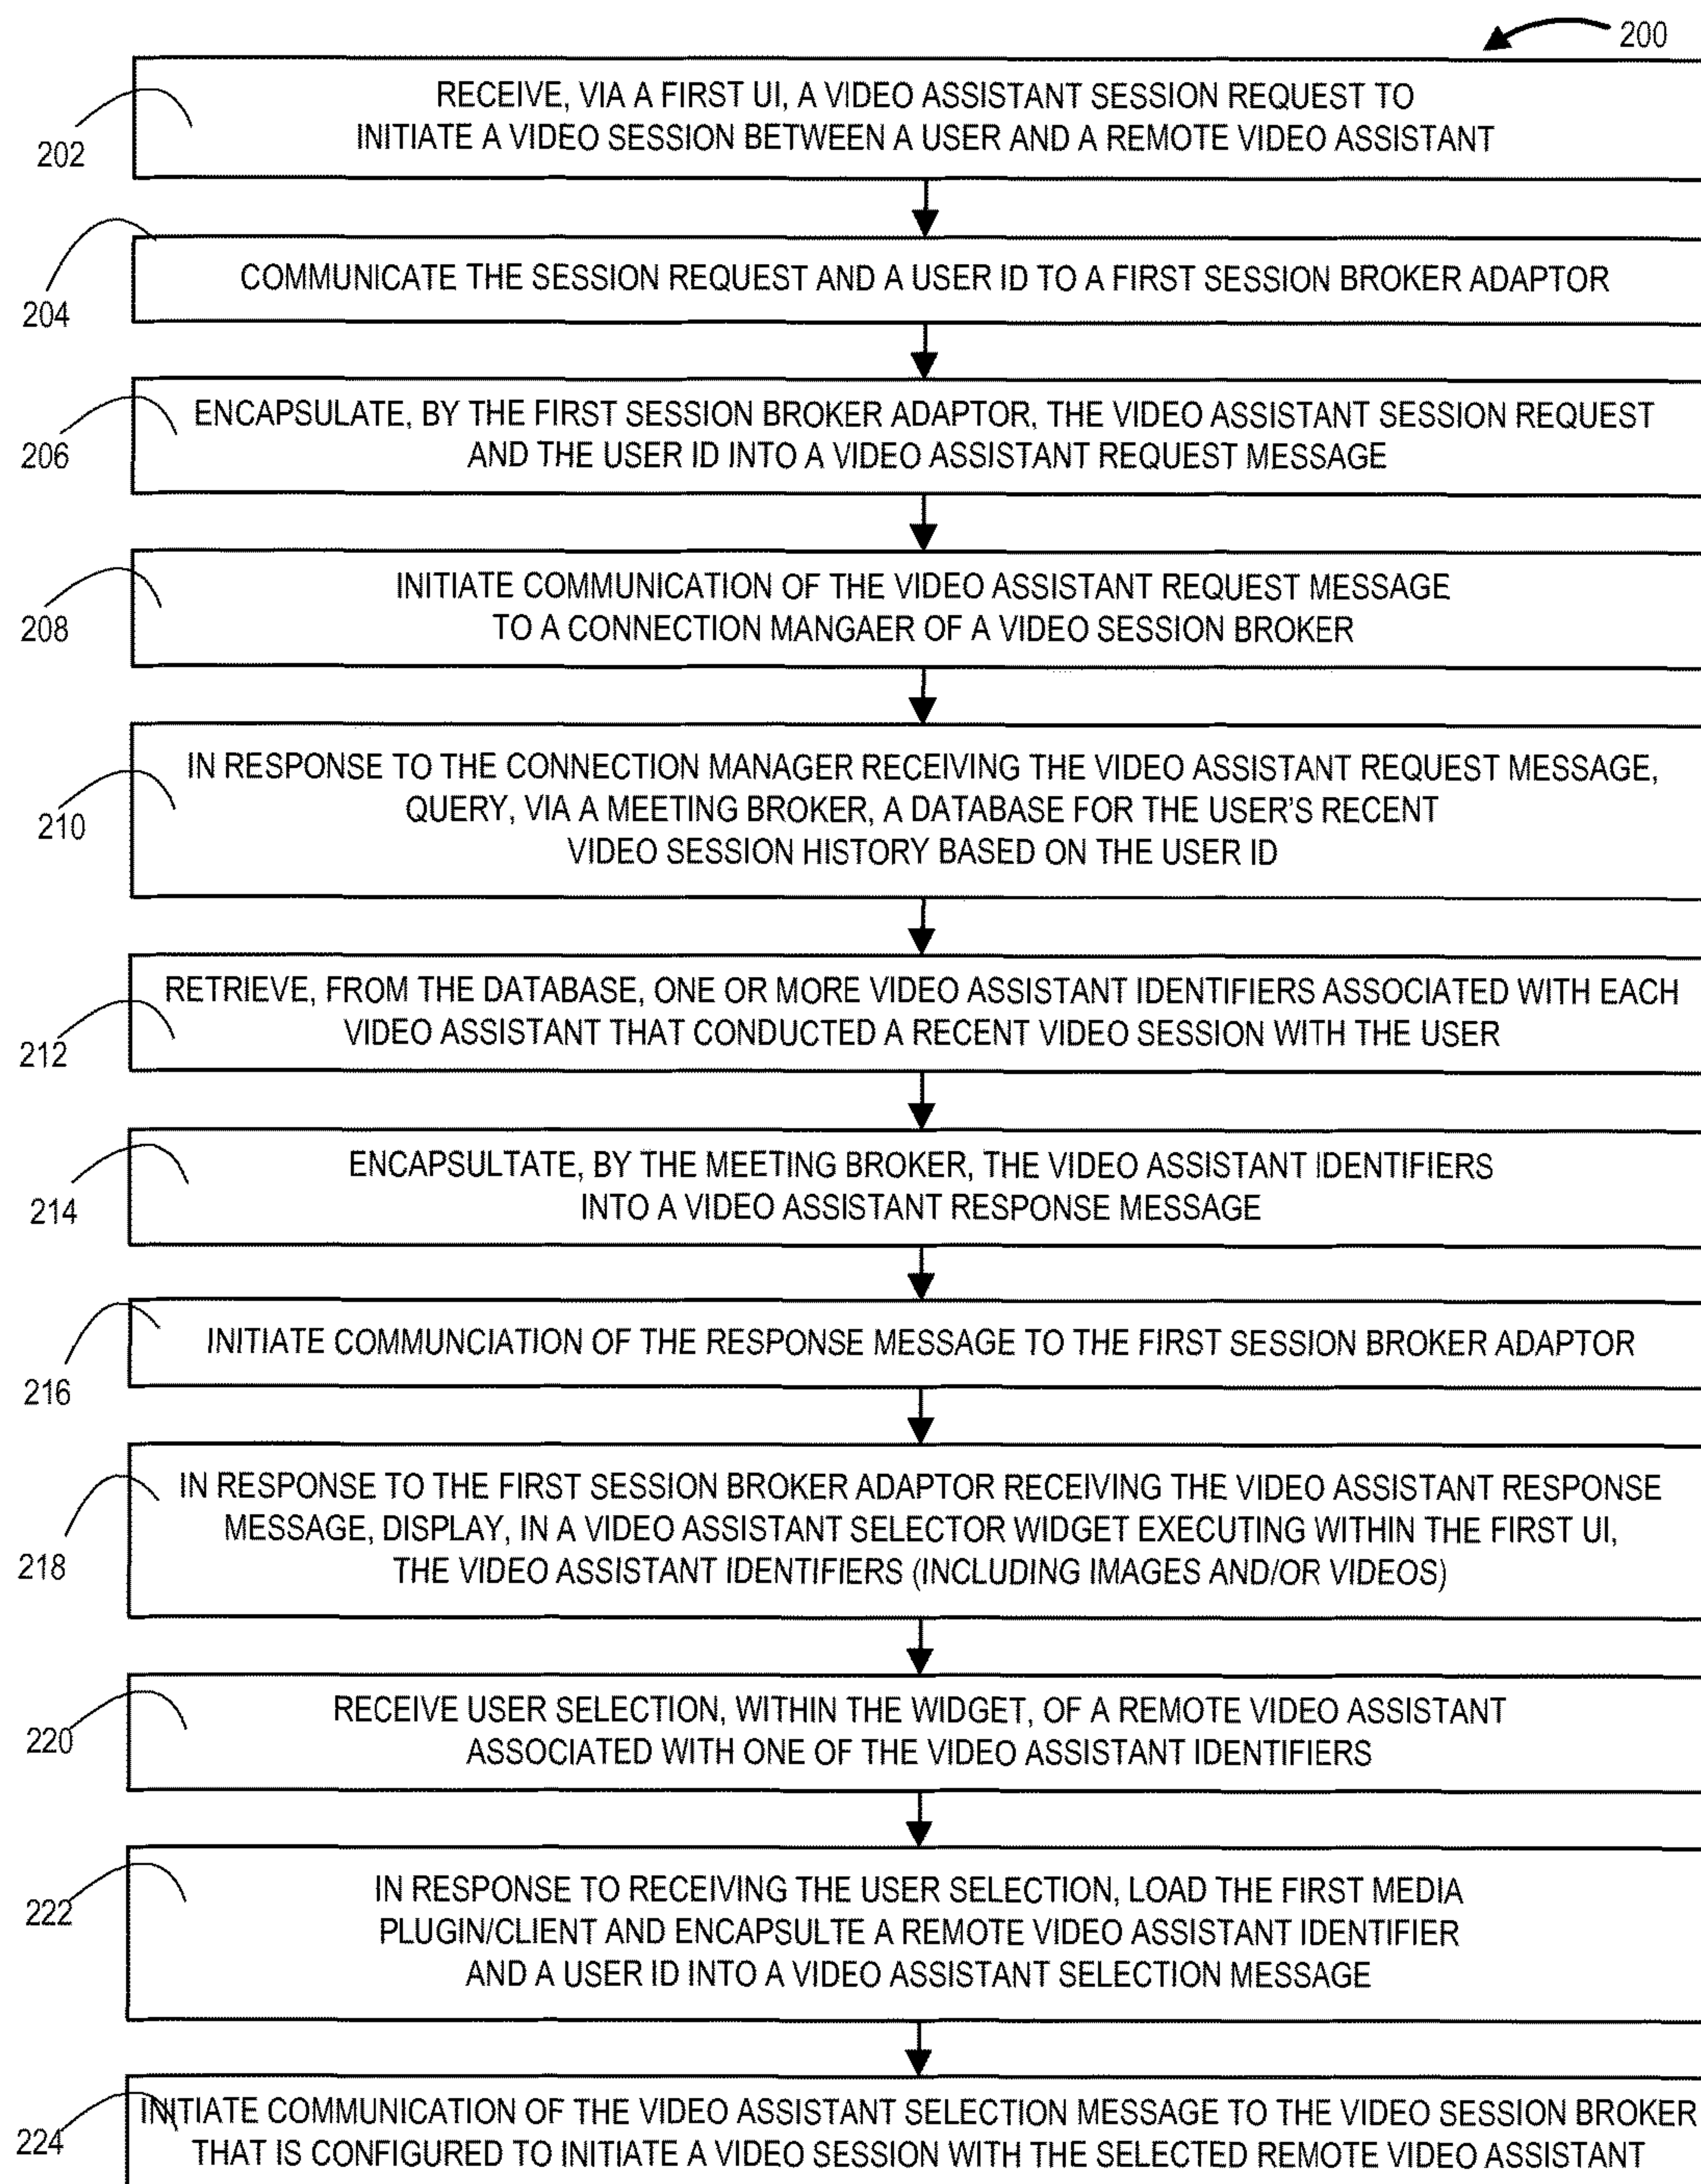 200
202
RECEIVE, VIA A FIRST UI, A VIDEO ASSISTANT SESSION REQUEST TO
INITIATE A VIDEO SESSION BETWEEN A USER AND A REMOTE VIDEO ASSISTANT
204
COMMUNICATE THE SESSION REQUEST AND A USER ID TO A FIRST SESSION BROKER ADAPTOR
206
ENCAPSULATE, BY THE FIRST SESSION BROKER ADAPTOR, THE VIDEO ASSISTANT SESSION REQUEST
AND THE USER ID INTO A VIDEO ASSISTANT REQUEST MESSAGE
208
INITIATE COMMUNICATION OF THE VIDEO ASSISTANT REQUEST MESSAGE
TO A CONNECTION MANGAER OF A VIDEO SESSION BROKER
210
IN RESPONSE TO THE CONNECTION MANAGER RECEIVING THE VIDEO ASSISTANT REQUEST MESSAGE,
QUERY, VIA A MEETING BROKER, A DATABASE FOR THE USER'S RECENT
VIDEO SESSION HISTORY BASED ON THE USER ID
212
RETRIEVE, FROM THE DATABASE, ONE OR MORE VIDEO ASSISTANT IDENTIFIERS ASSOCIATED WITH EACH
VIDEO ASSISTANT THAT CONDUCTED A RECENT VIDEO SESSION WITH THE USER
214
ENCAPSULTATE, BY THE MEETING BROKER, THE VIDEO ASSISTANT IDENTIFIERS
INTO A VIDEO ASSISTANT RESPONSE MESSAGE
216
INITIATE COMMUNCIATION OF THE RESPONSE MESSAGE TO THE FIRST SESSION BROKER ADAPTOR
218
IN RESPONSE TO THE FIRST SESSION BROKER ADAPTOR RECEIVING THE VIDEO ASSISTANT RESPONSE
MESSAGE, DISPLAY, IN A VIDEO ASSISTANT SELECTOR WIDGET EXECUTING WITHIN THE FIRST UI,
THE VIDEO ASSISTANT IDENTIFIERS (INCLUDING IMAGES AND/OR VIDEOS)
220
RECEIVE USER SELECTION, WITHIN THE WIDGET, OF A REMOTE VIDEO ASSISTANT
ASSOCIATED WITH ONE OF THE VIDEO ASSISTANT IDENTIFIERS
222
IN RESPONSE TO RECEIVING THE USER SELECTION, LOAD THE FIRST MEDIA
PLUGIN/CLIENT AND ENCAPSULTE A REMOTE VIDEO ASSISTANT IDENTIFIER
AND A USER ID INTO A VIDEO ASSISTANT SELECTION MESSAGE
224
INITIATE COMMUNICATION OF THE VIDEO ASSISTANT SELECTION MESSAGE TO THE VIDEO SESSION BROKER
THAT IS CONFIGURED TO INITIATE A VIDEO SESSION WITH THE SELECTED REMOTE VIDEO ASSISTANT